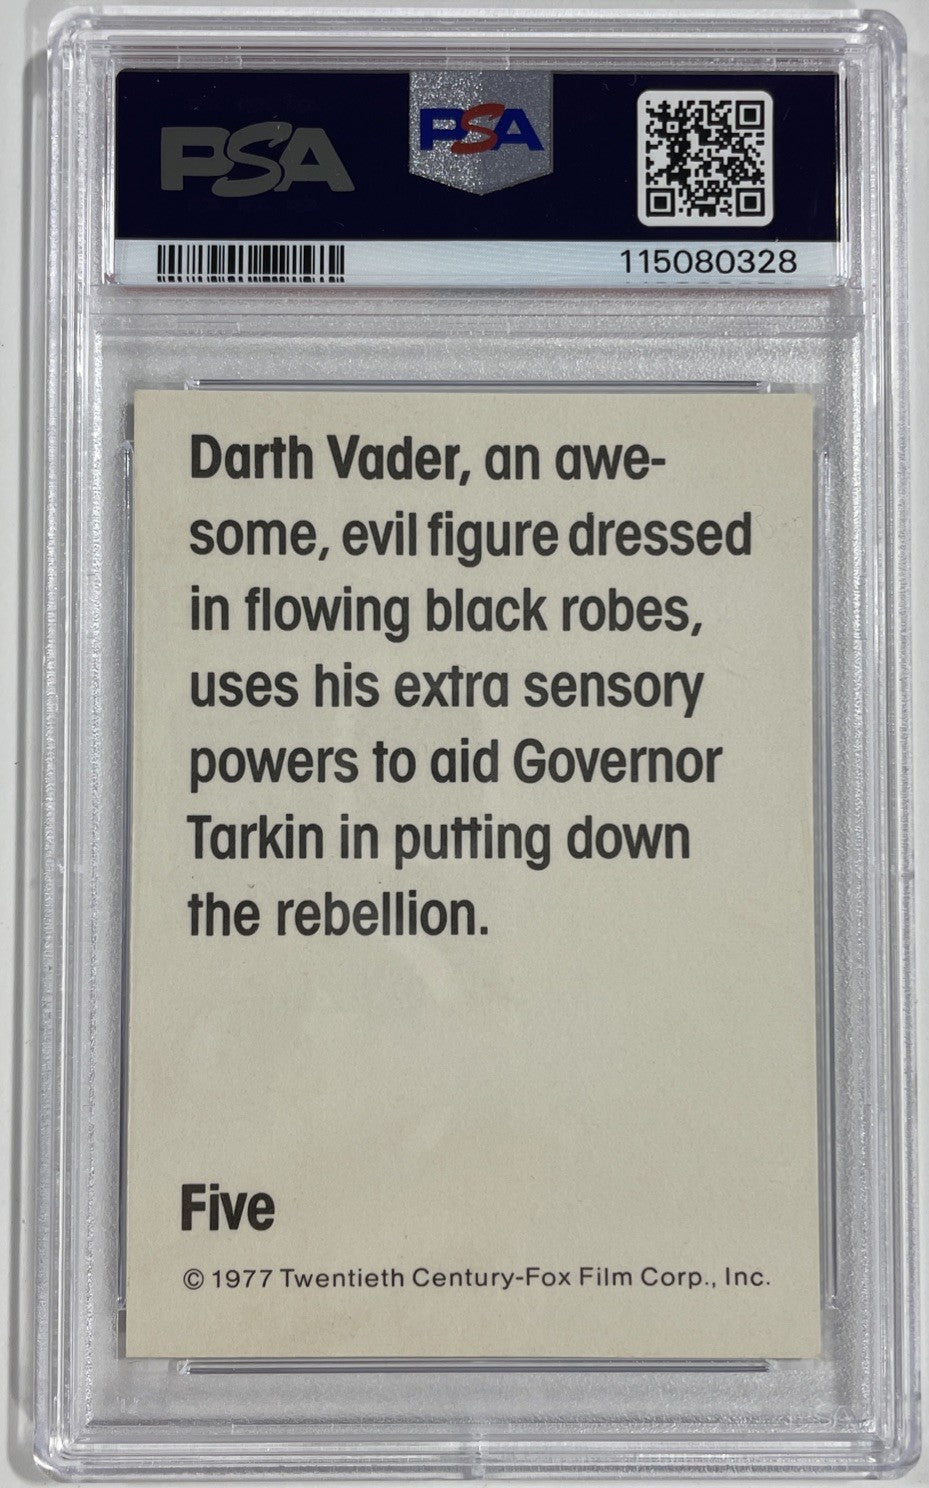 PSA
PSA
115080328
Darth Vader, an awe-
some, evil figure dressed
in flowing black robes,
uses his extra sensory
powers to aid Governor
Tarkin in putting down
the rebellion.
Five
© 1977 Twentieth Century-Fox Film Corp., Inc.